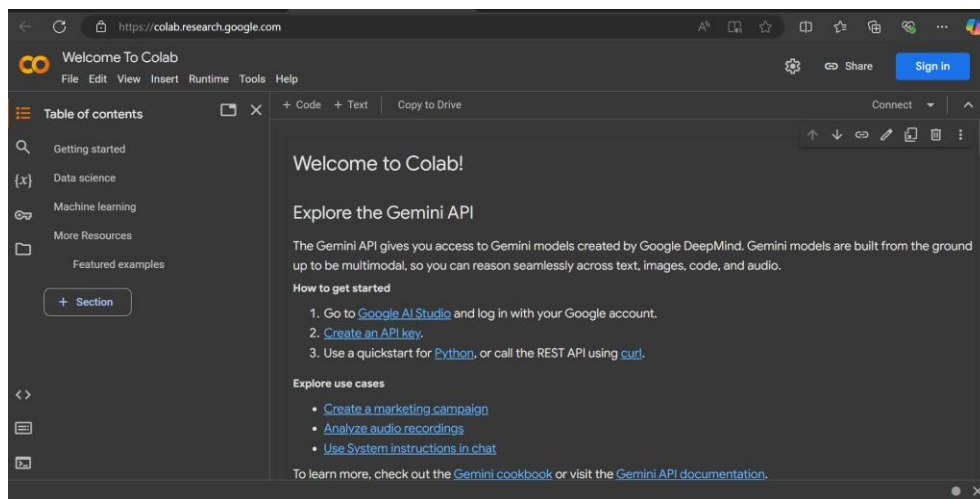 https://colab.research.google.com
Welcome To Colab
File Edit View Insert Runtime Tools Help
Share
Sign in
Table of contents
+ Code + Text Copy to Drive
Connect
Getting started
Data science
Machine learning
More Resources
Featured examples
+ Section
Welcome to Colab!
Explore the Gemini API
The Gemini API gives you access to Gemini models created by Google DeepMind. Gemini models are built from the ground
up to be multimodal, so you can reason seamlessly across text, images, code, and audio.
How to get started
1. Go to Google AI Studio and log in with your Google account.
2. Create an API key.
3. Use a quickstart for Python, or call the REST API using curl.
Explore use cases
• Create a marketing campaign
• Analyze audio recordings
• Use System instructions in chat
To learn more, check out the Gemini cookbook or visit the Gemini API documentation.